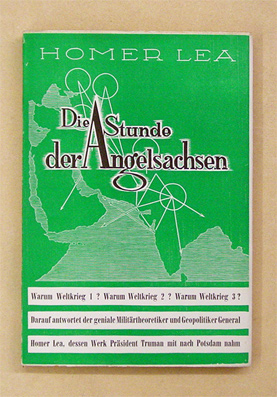 HOMER LEA
Die Stunde
der Angelsachsen
Warum Weltkrieg 1 ? Warum Weltkrieg 2 ? Warum Weltkrieg 3 ?
Darauf antwortet der geniale Militärtheoretiker und Geopolitiker General
Homer Lea, dessen Werk Präsident Truman mit nach Potsdam nahm